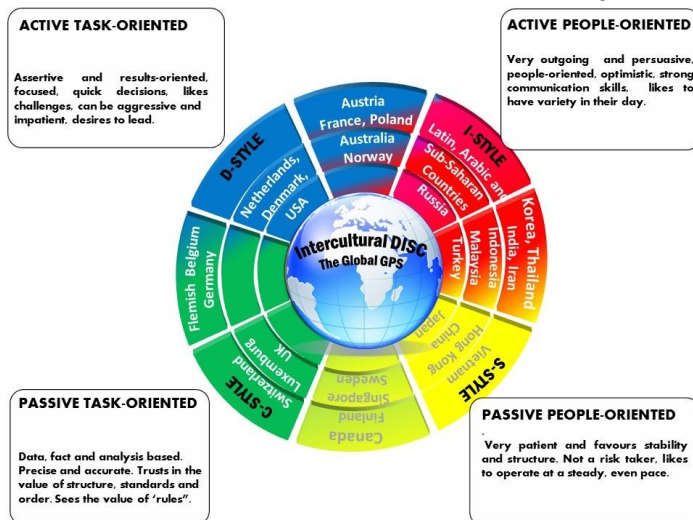 ACTIVE TASK-ORIENTED
Assertive and results-oriented,
focused, quick decisions, likes
challenges, can be aggressive and
impatient, desires to lead.
ACTIVE PEOPLE-ORIENTED
Very outgoing and persuasive,
people-oriented, optimistic, strong
communication skills, likes to
have variety in their day.
D-STYLE
Netherlands,
Denmark,
USA
Austria
France, Poland
Australia
Norway
I-STYLE
Latin, Arabic and
Sub-Saharan
Countries
Russia
Korea, Thailand
India, Iran
Indonesia
Malaysia
Turkey
Intercultural DISC
The Global GPS
Flemish Belgium
Germany
C-STYLE
Switzerland
Luxemburg
UK
Canada
Finland
Singapore
Sweden
S-STYLE
Vietnam
Hong Kong
China
Japan
PASSIVE TASK-ORIENTED
Data, fact and analysis based.
Precise and accurate. Trusts in the
value of structure, standards and
order. Sees the value of ‘rules”.
PASSIVE PEOPLE-ORIENTED
.
Very patient and favours stability
and structure. Not a risk taker, likes
to operate at a steady, even pace.